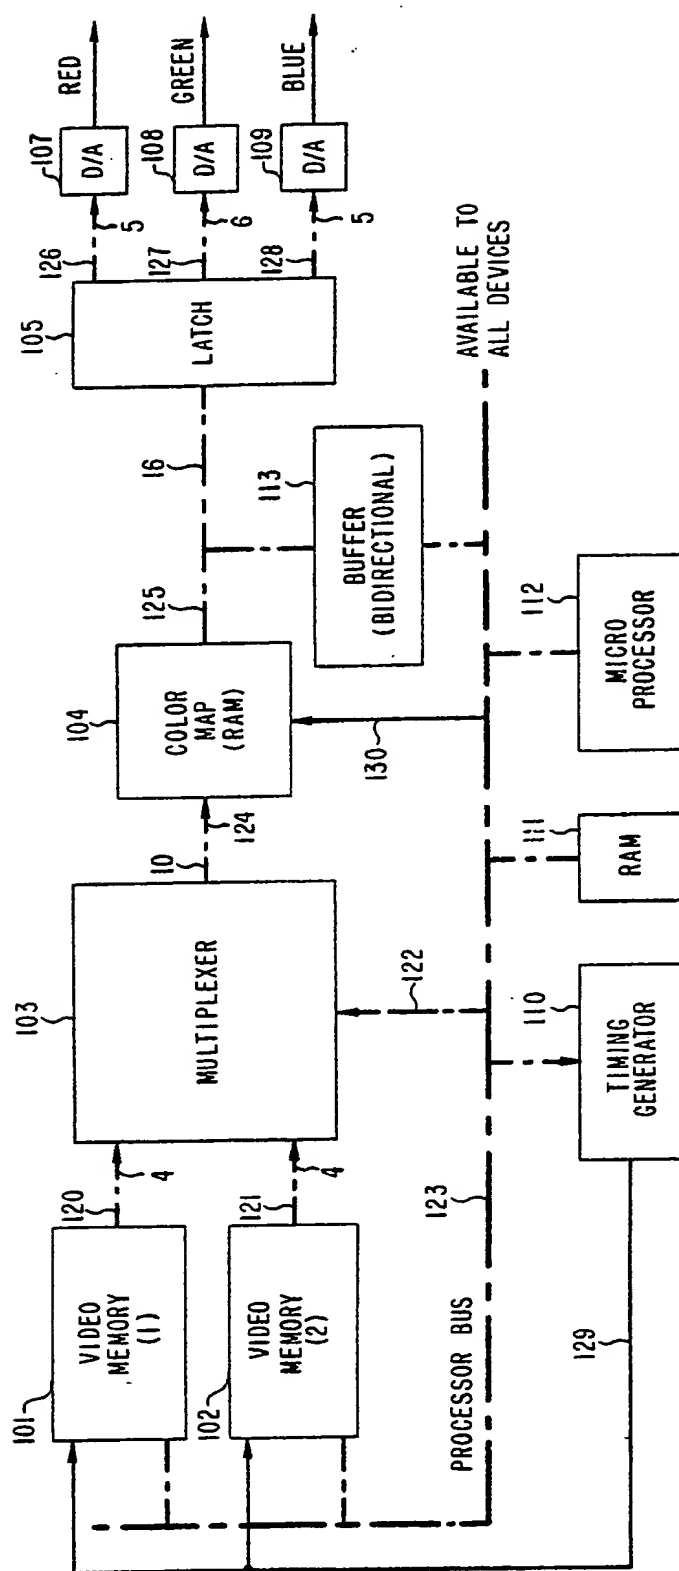 101
VIDEO
MEMORY
(1)
120
4
102
VIDEO
MEMORY
(2)
121
4
103
MULTIPLEXER
122
10
124
104
COLOR
MAP
(RAM)
125
16
130
105
LATCH
126
5
127
6
128
5
107
D/A
RED
108
D/A
GREEN
109
D/A
BLUE
113
BUFFER
(BIDIRECTIONAL)
AVAILABLE TO
ALL DEVICES
PROCESSOR BUS
123
129
110
TIMING
GENERATOR
111
RAM
112
MICRO
PROCESSOR